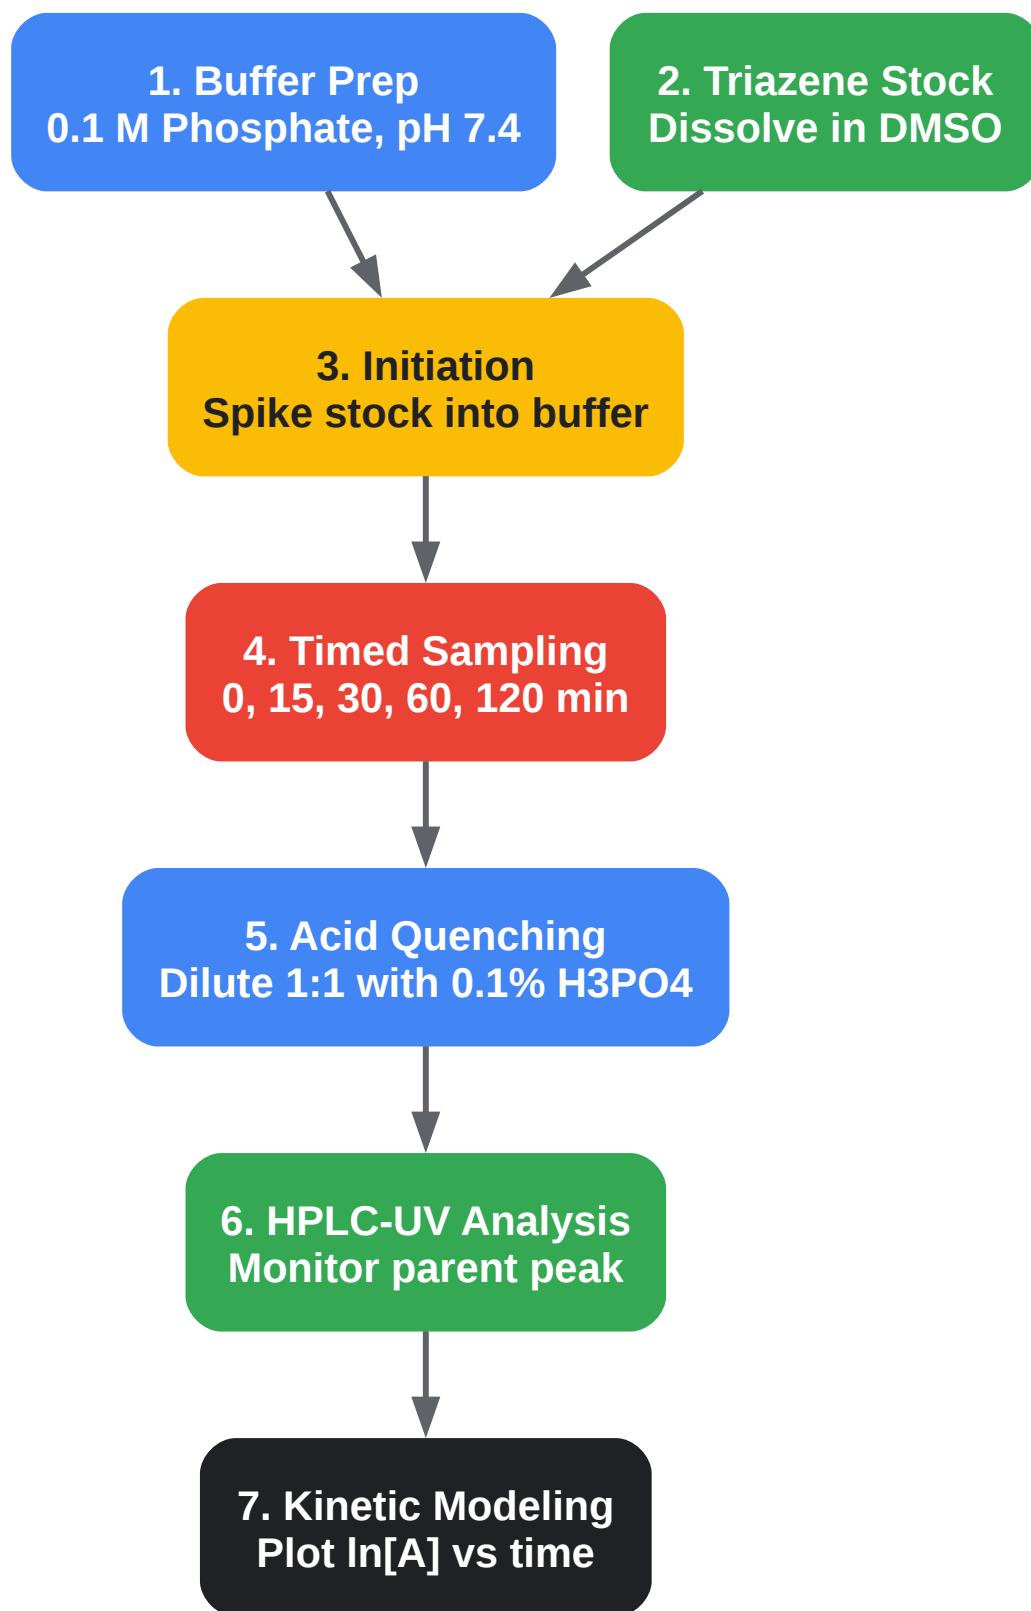 1. Buffer Prep
0.1 M Phosphate, pH 7.4
2. Triazene Stock
Dissolve in DMSO
3. Initiation
Spike stock into buffer
4. Timed Sampling
0, 15, 30, 60, 120 min
5. Acid Quenching
Dilute 1:1 with 0.1% H3PO4
6. HPLC-UV Analysis
Monitor parent peak
7. Kinetic Modeling
Plot ln[A] vs time